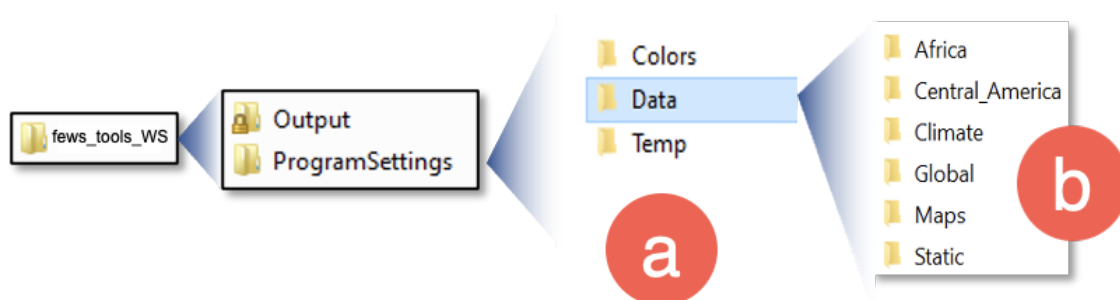 fews_tools_WS
Output
ProgramSettings
Colors
Data
Temp
a
Africa
Central_America
Climate
Global
Maps
Static
b